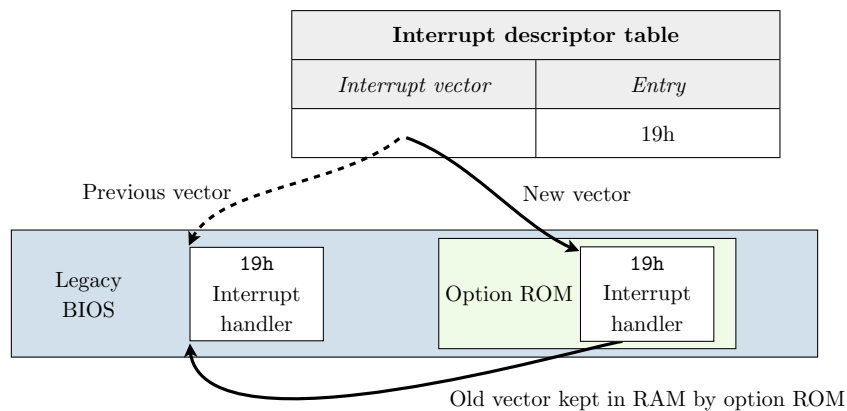 Interrupt descriptor table
Interrupt vector
Entry
19h
Previous vector
New vector
Legacy
BIOS
19h
Interrupt
handler
Option ROM
19h
Interrupt
handler
Old vector kept in RAM by option ROM